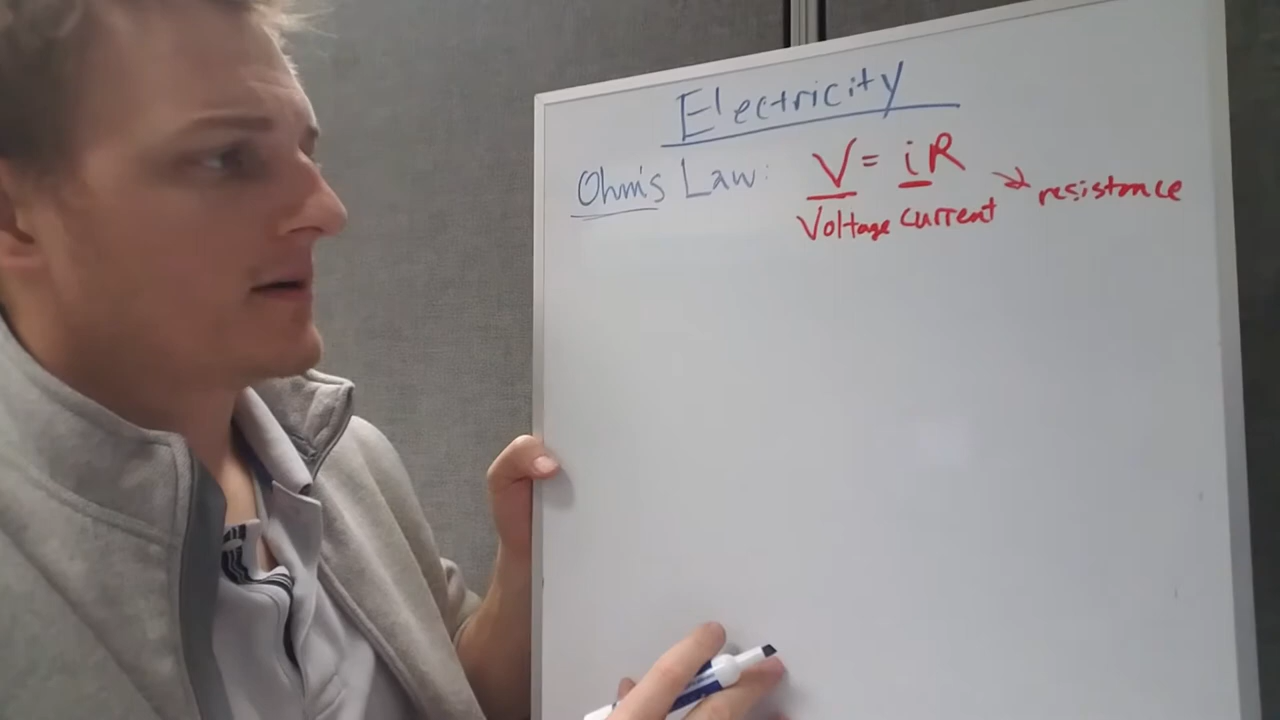 Electricity
Ohm's Law: V = iR
Voltage current → resistance